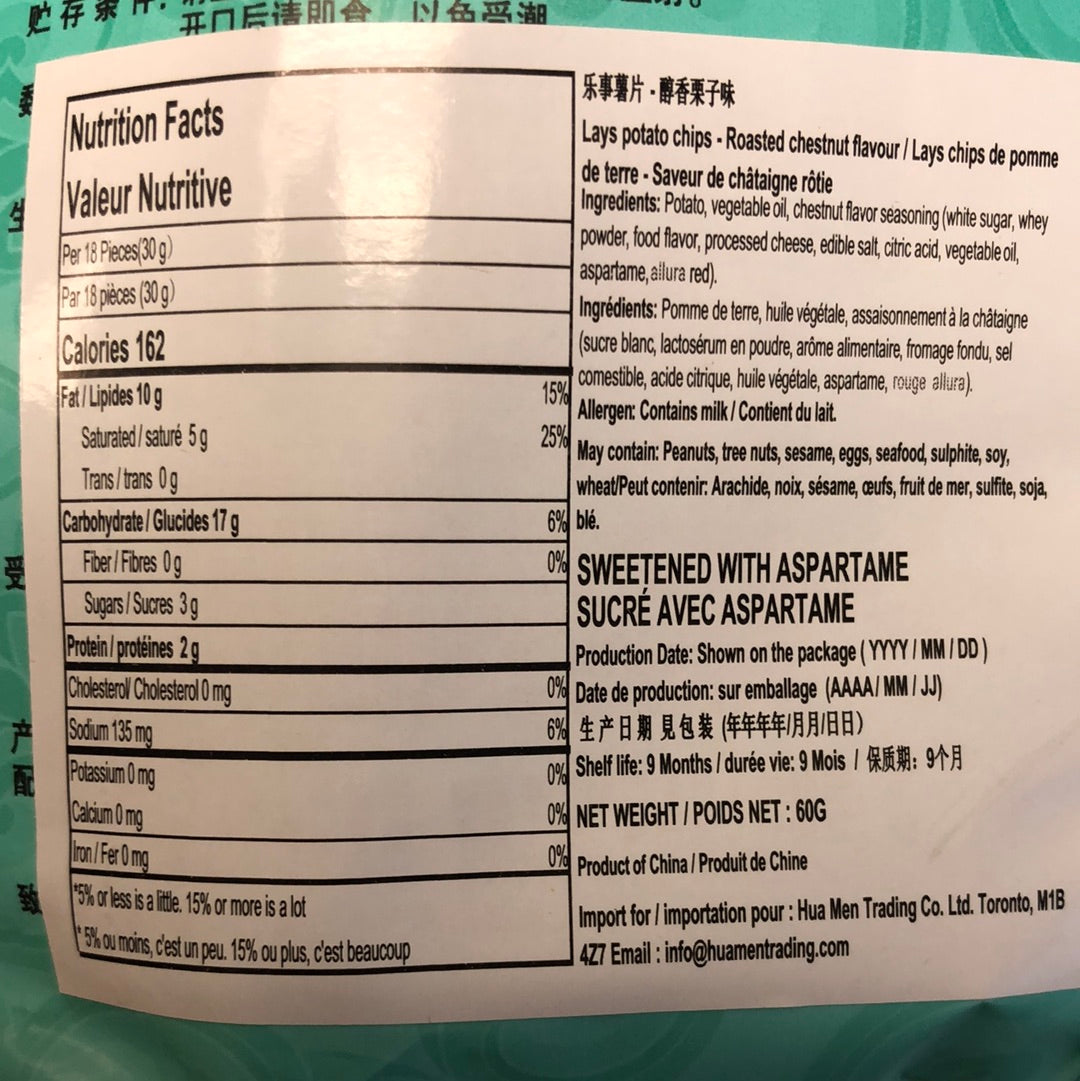 贮存条件:
开口后请即食 以免受潮
Nutrition Facts
Valeur Nutritive
Per 18 Pieces(30 g)
Par 18 pièces (30 g)
Calories 162
Fat / Lipides 10 g 15%
Saturated / saturé 5 g 25%
Trans / trans 0 g
Carbohydrate / Glucides 17 g 6%
Fiber / Fibres 0 g 0%
Sugars / Sucres 3 g
Protein / protéines 2 g
Cholesterol/ Cholesterol 0 mg 0%
Sodium 135 mg 6%
Potassium 0 mg 0%
Calcium 0 mg 0%
Iron / Fer 0 mg 0%
*5% or less is a little. 15% or more is a lot
* 5% ou moins, c'est un peu. 15% ou plus, c'est beaucoup
乐事薯片 - 醇香栗子味
Lays potato chips - Roasted chestnut flavour / Lays chips de pomme
de terre - Saveur de châtaigne rôtie
Ingredients: Potato, vegetable oil, chestnut flavor seasoning (white sugar, whey
powder, food flavor, processed cheese, edible salt, citric acid, vegetable oil,
aspartame, allura red).
Ingrédients: Pomme de terre, huile végétale, assaisonnement à la châtaigne
(sucre blanc, lactosérum en poudre, arôme alimentaire, fromage fondu, sel
comestible, acide citrique, huile végétale, aspartame, rouge allura).
Allergen: Contains milk / Contient du lait.
May contain: Peanuts, tree nuts, sesame, eggs, seafood, sulphite, soy,
wheat/Peut contenir: Arachide, noix, sésame, œufs, fruit de mer, sulfite, soja,
blé.
SWEETENED WITH ASPARTAME
SUCRÉ AVEC ASPARTAME
Production Date: Shown on the package ( YYYY / MM / DD )
Date de production: sur emballage (AAAA / MM / JJ)
生产日期 見包装 (年年年年/月月/日日)
Shelf life: 9 Months / durée vie: 9 Mois / 保质期: 9个月
NET WEIGHT / POIDS NET : 60G
Product of China / Produit de Chine
Import for / importation pour : Hua Men Trading Co. Ltd. Toronto, M1B
4Z7 Email : info@huamentrading.com
生
受
产
配
致